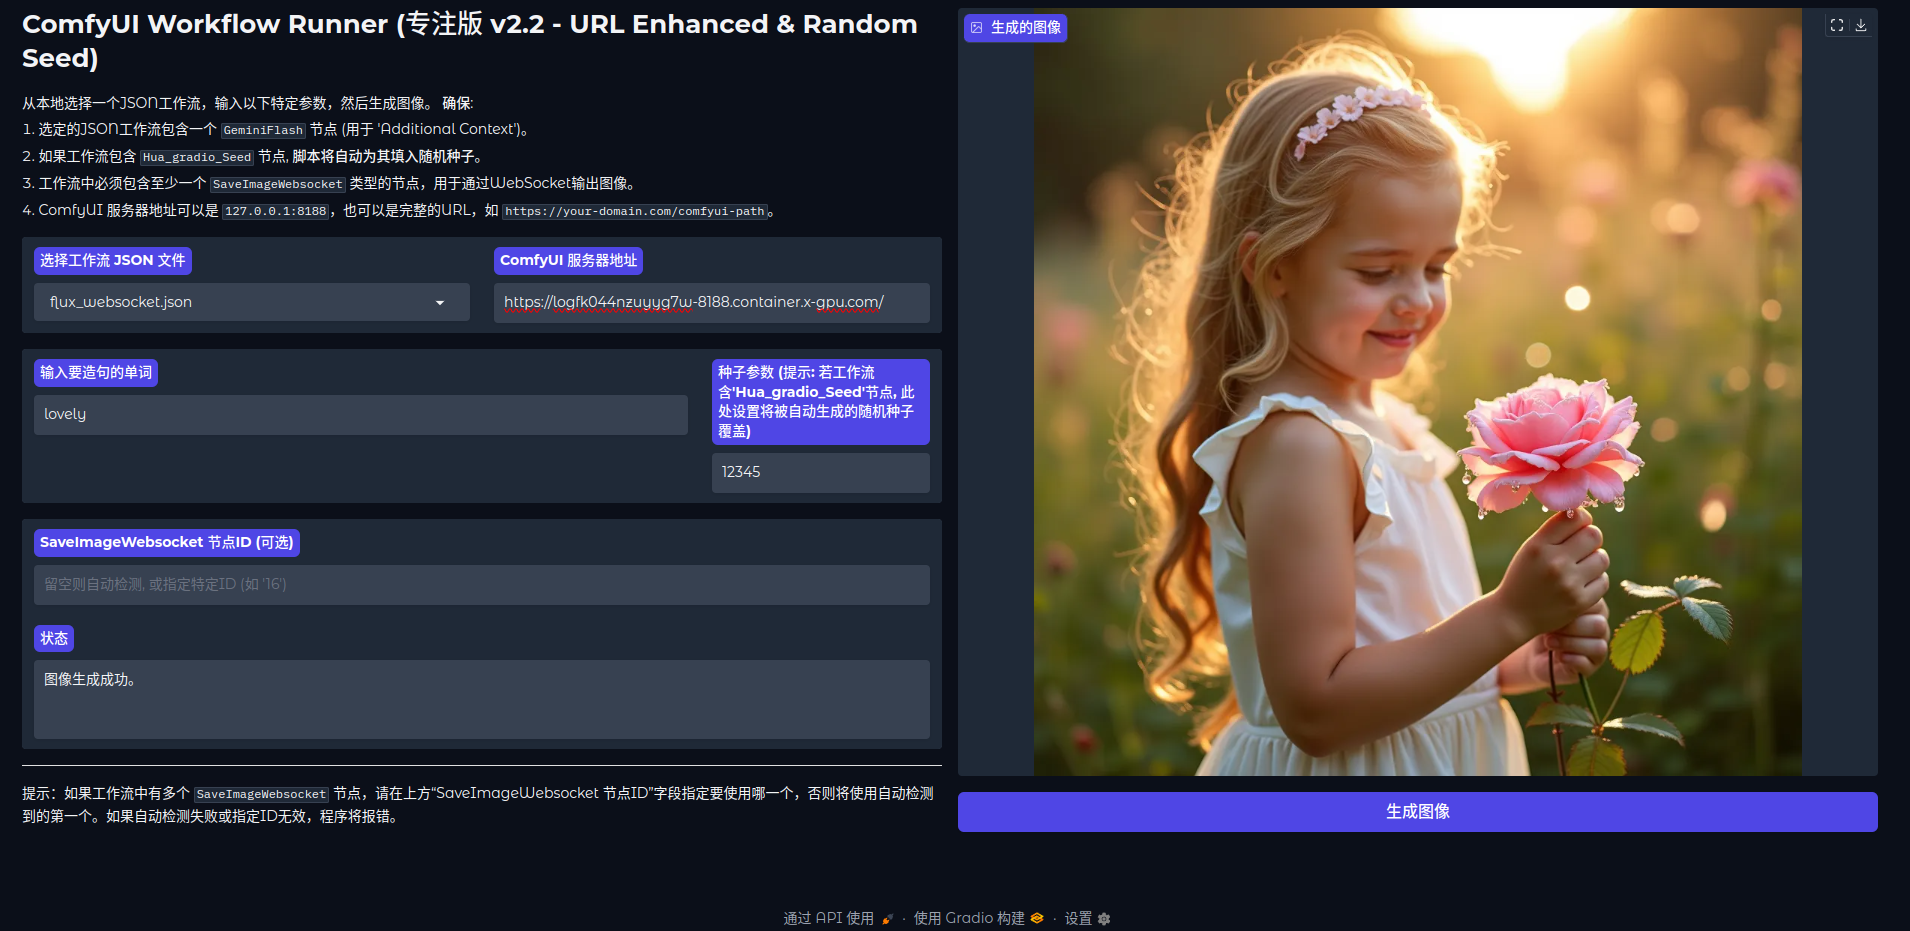 ComfyUI Workflow Runner (专注版 v2.2 - URL Enhanced & Random
Seed)
从本地选择一个JSON工作流，输入以下特定参数，然后生成图像。 确保:
1. 选定的JSON工作流包含一个 GeminiFlash 节点 (用于 'Additional Context')。
2. 如果工作流包含 Hua_gradio_Seed 节点, 脚本将自动为其填入随机种子。
3. 工作流中必须包含至少一个 SaveImageWebsocket 类型的节点，用于通过WebSocket输出图像。
4. ComfyUI 服务器地址可以是 127.0.0.1:8188，也可以是完整的URL，如 https://your-domain.com/comfyui-path。
选择工作流 JSON 文件
flux_websocket.json
ComfyUI 服务器地址
https://logfk044nzuyyg7w-8188.container.x-gpu.com/
输入要造句的单词
lovely
种子参数 (提示: 若工作流
含'Hua_gradio_Seed'节点, 此
处设置将被自动生成的随机种子
覆盖)
12345
SaveImageWebsocket 节点ID (可选)
留空则自动检测, 或指定特定ID (如 '16')
状态
图像生成成功。
提示：如果工作流中有多个 SaveImageWebsocket 节点，请在上方“SaveImageWebsocket 节点ID”字段指定要使用哪一个，否则将使用自动检测
到的第一个。如果自动检测失败或指定ID无效，程序将报错。
生成的图像
生成图像
通过 API 使用 · 使用 Gradio 构建 · 设置